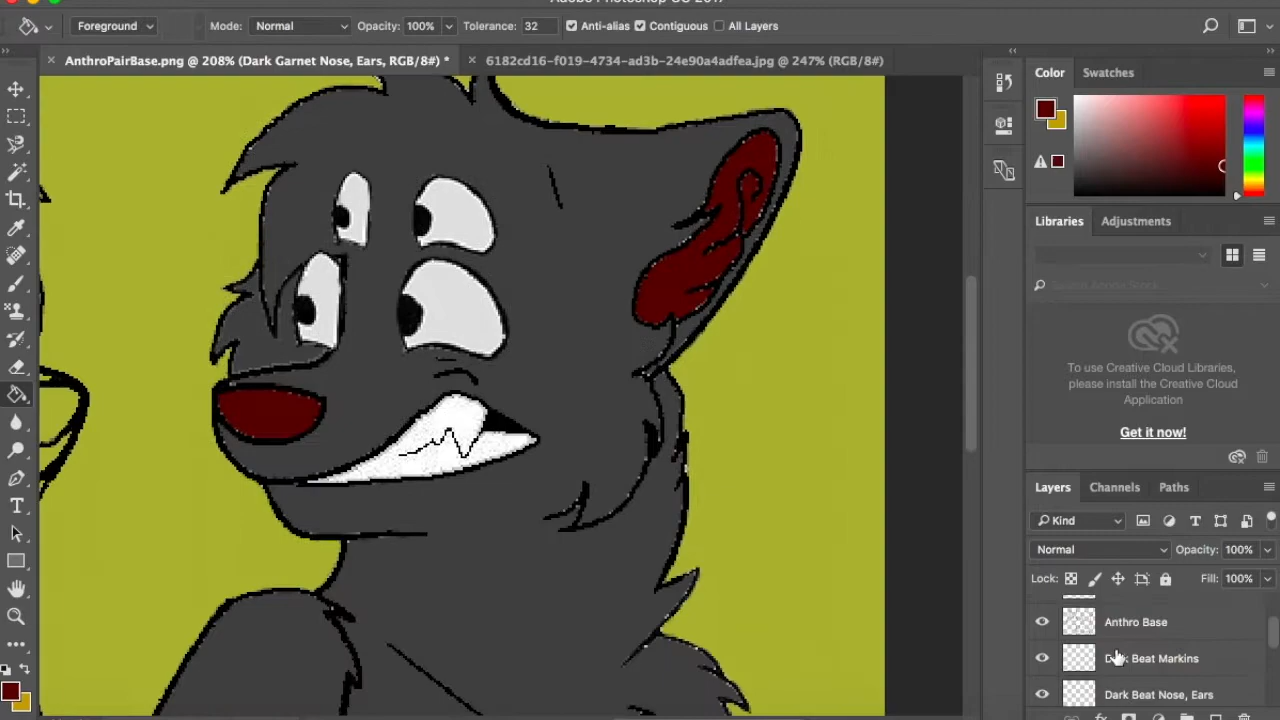 Adobe Photoshop CC 2017
Foreground Mode: Normal Opacity: 100% Tolerance: 32 Anti-alias Contiguous All Layers
AnthroPairBase.png @ 208% (Dark Garnet Nose, Ears, RGB/8#) * 6182cd16-f019-4734-ad3b-24e90a4adfea.jpg @ 247% (RGB/8#)
Color Swatches
Libraries Adjustments
Search Adobe Stock
To use Creative Cloud Libraries,
please install the Creative Cloud
Application
Get it now!
Layers Channels Paths
Kind
Normal Opacity: 100%
Lock: Fill: 100%
Anthro Base
Dark Beat Markins
Dark Beat Nose, Ears